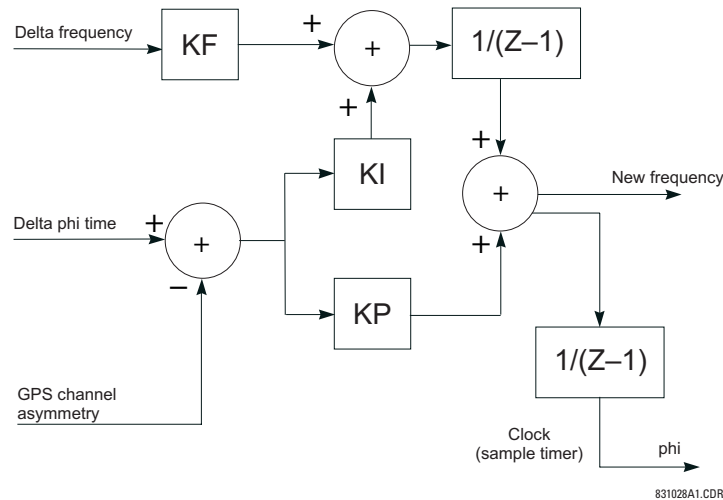 Delta frequency
KF
+
+
1/(Z–1)
+
+
KI
+
New frequency
Delta phi time
+
+
–
+
KP
1/(Z–1)
GPS channel
asymmetry
Clock
(sample timer)
phi
831028A1.CDR